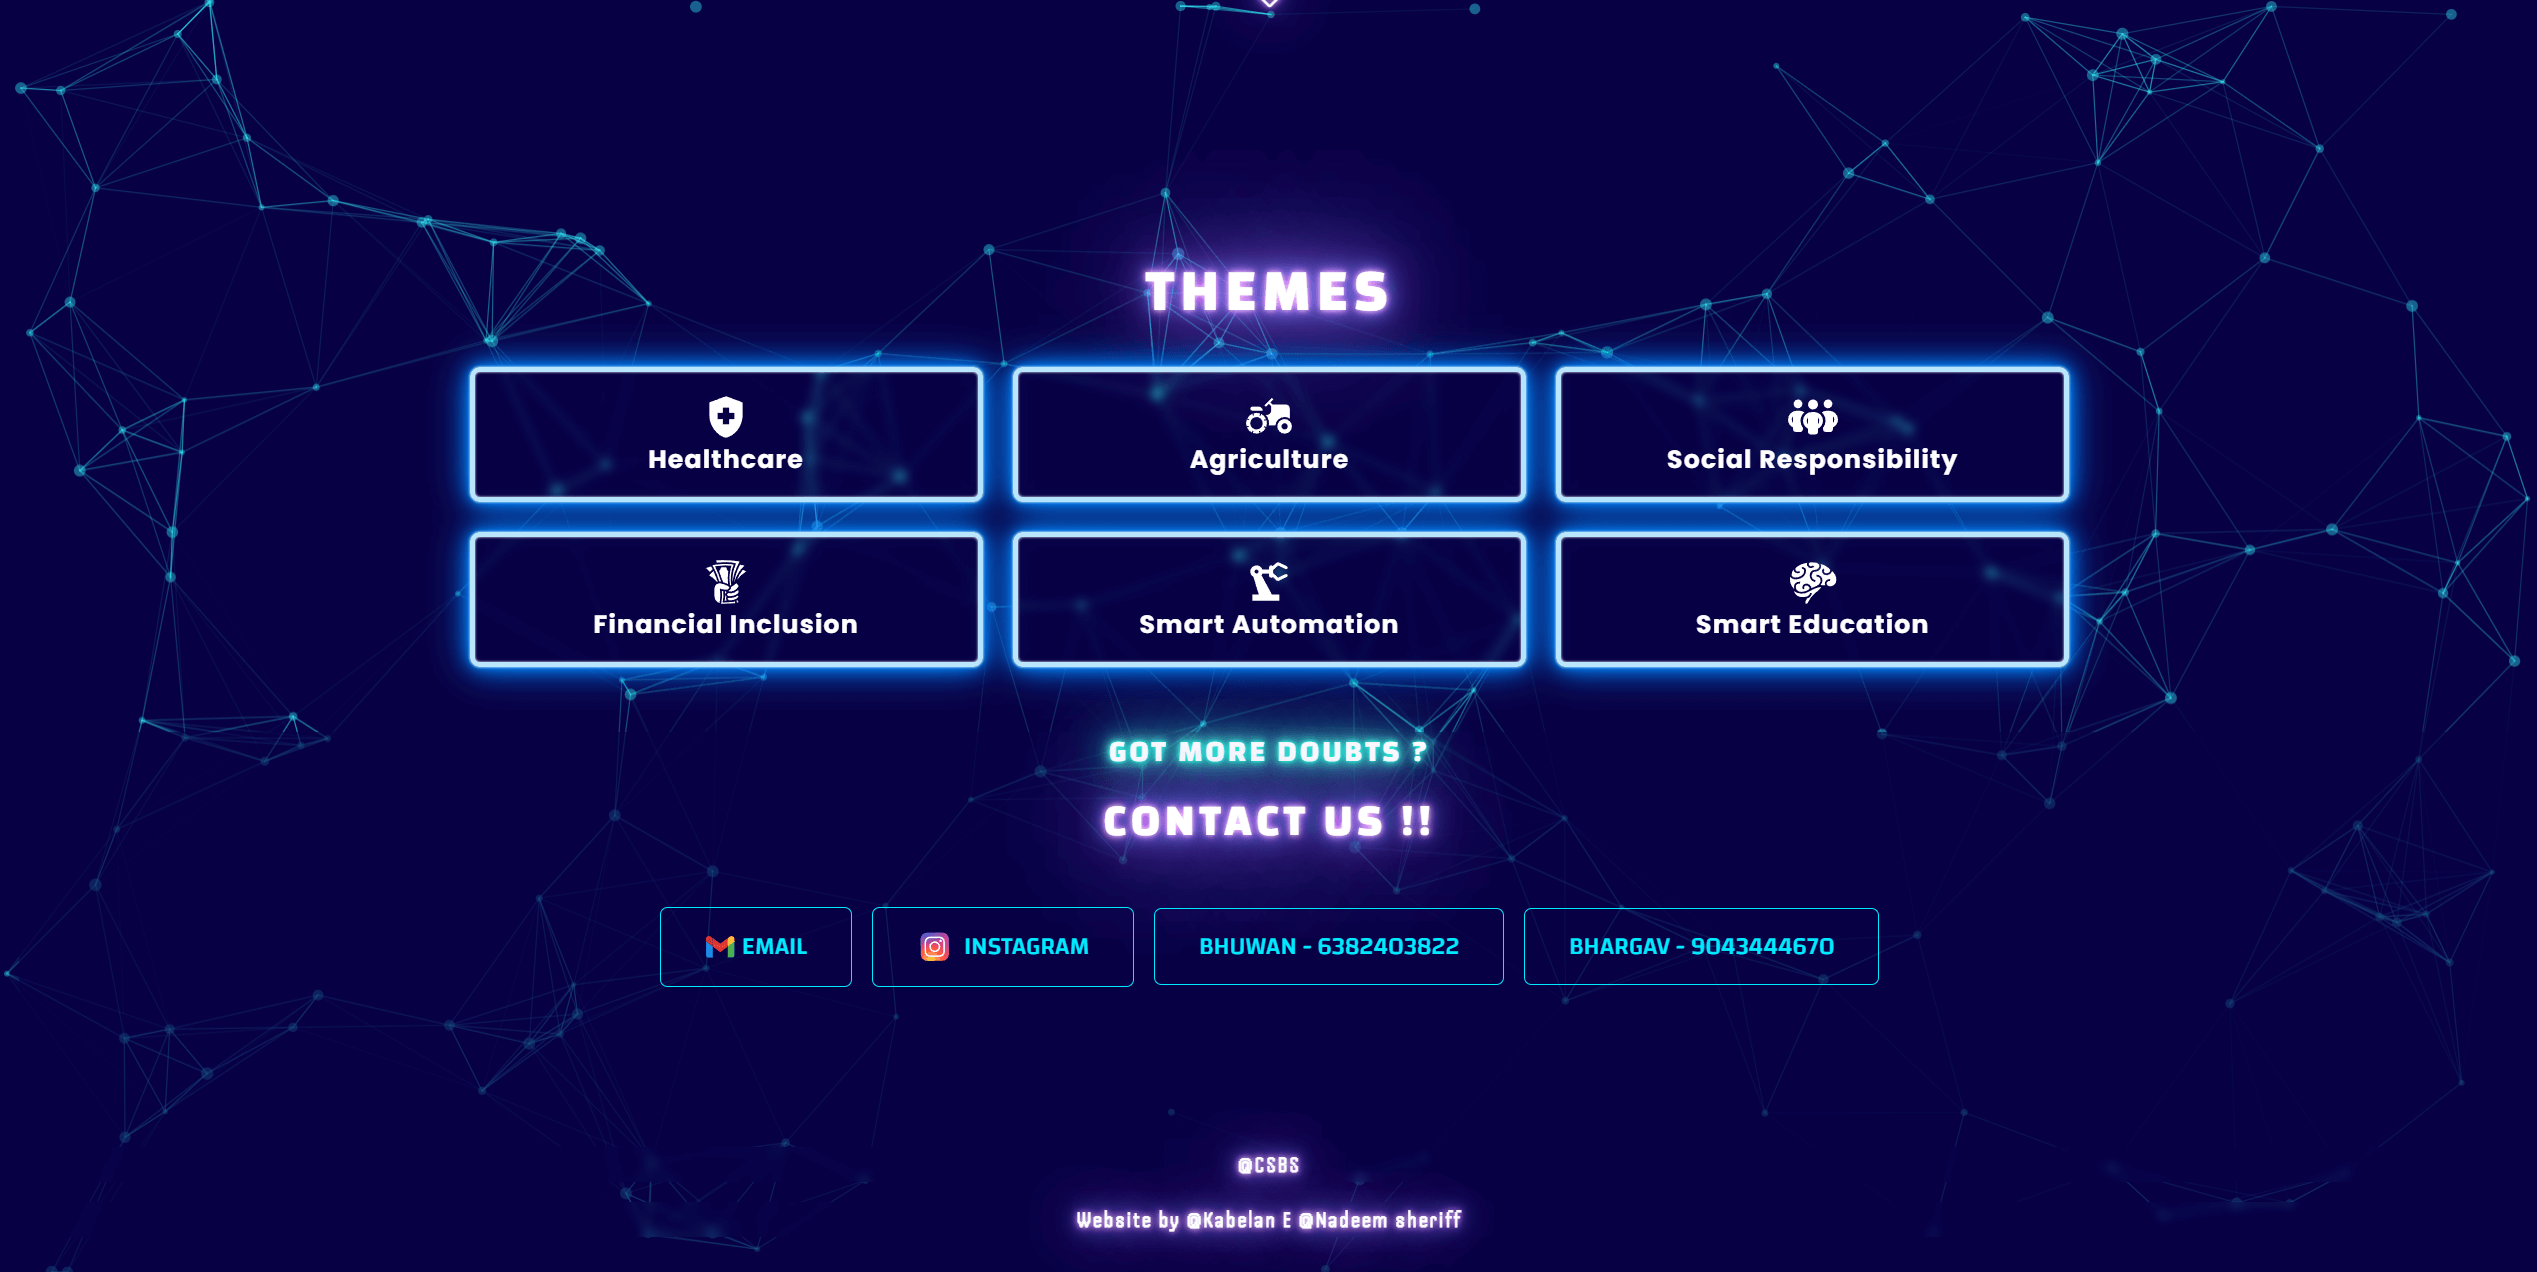 THEMES
Healthcare
Agriculture
Social Responsibility
Financial Inclusion
Smart Automation
Smart Education
GOT MORE DOUBTS ?
CONTACT US !!
EMAIL
INSTAGRAM
BHUWAN - 6382403822
BHARGAV - 9043444670
@CSBS
Website by @Kabelan E @Nadeem sheriff